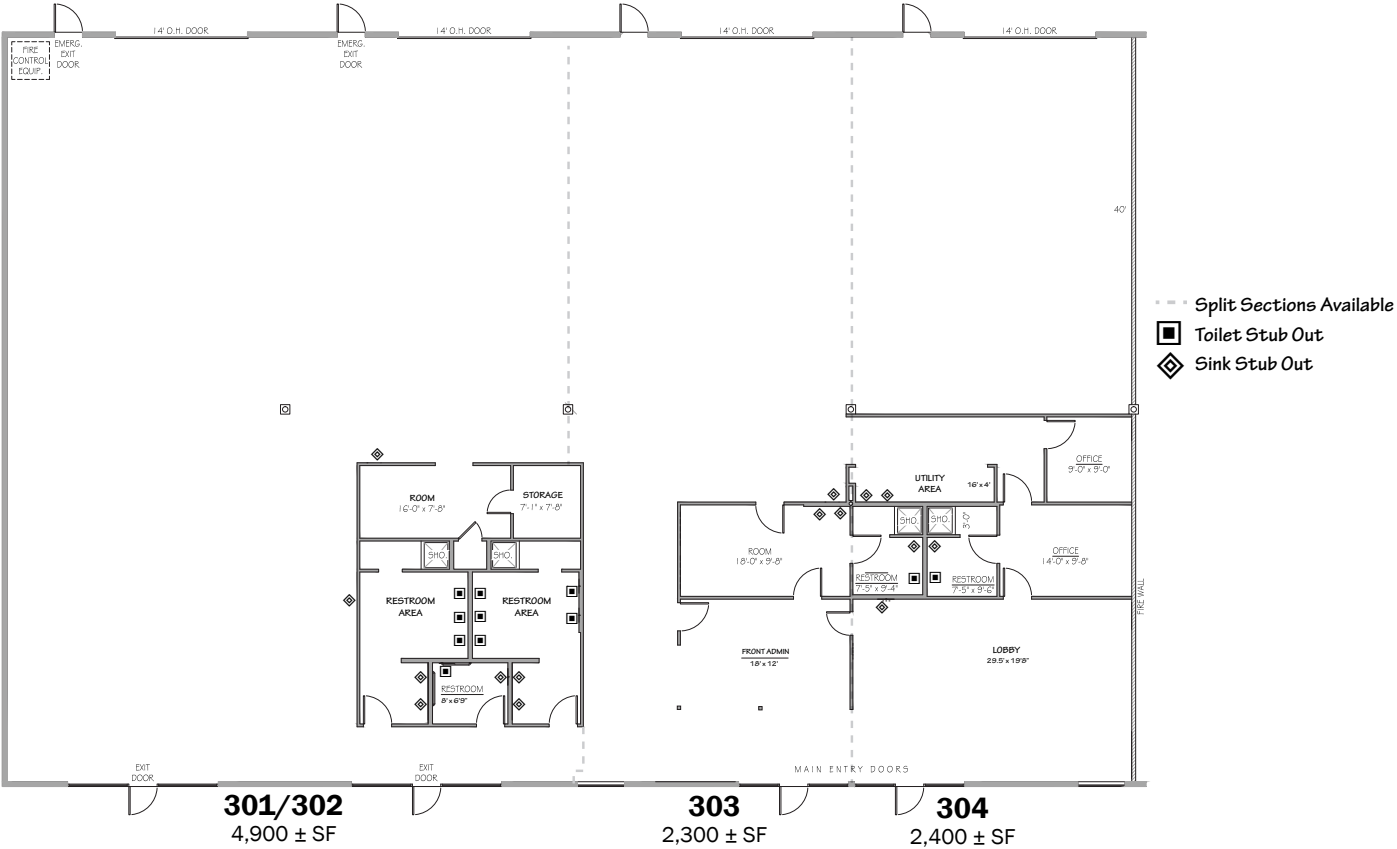 14' O.H. DOOR
14' O.H. DOOR
14' O.H. DOOR
14' O.H. DOOR
FIRE
CONTROL
EQUIP.
EMERG.
EXIT
DOOR
EMERG.
EXIT
DOOR
40'
Split Sections Available
Toilet Stub Out
Sink Stub Out
ROOM
16'-0" x 7'-8"
STORAGE
7'-1" x 7'-8"
SHO.
SHO.
RESTROOM
AREA
RESTROOM
AREA
RESTROOM
8' x 6'9"
UTILITY
AREA
16' x 4'
OFFICE
9'-0" x 9'-0"
SHO.
SHO.
3'-0"
ROOM
18'-0" x 9'-8"
RESTROOM
7'-5" x 9'-4"
RESTROOM
7'-5" x 9'-6"
OFFICE
14'-0" x 9'-8"
FIRE WALL
FRONT ADMIN
18' x 12'
LOBBY
29.5' x 19'8"
EXIT
DOOR
EXIT
DOOR
MAIN ENTRY DOORS
301/302
4,900 ± SF
303
2,300 ± SF
304
2,400 ± SF